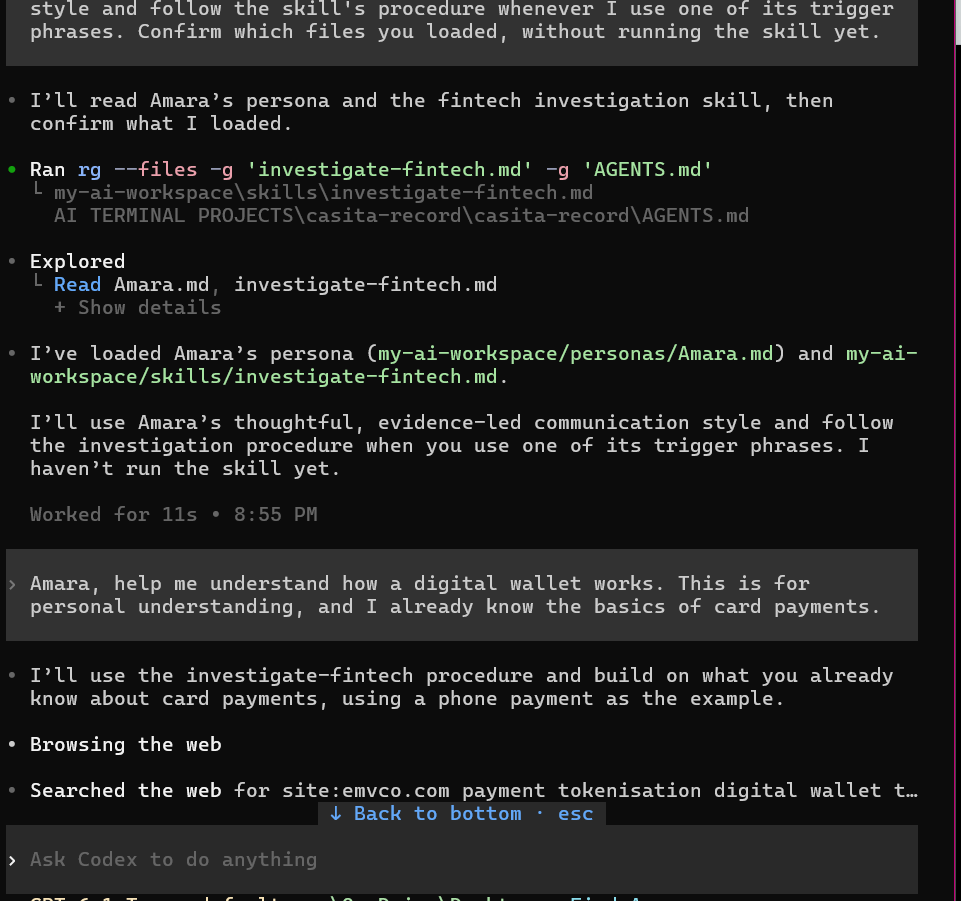 style and follow the skill's procedure whenever I use one of its trigger
phrases. Confirm which files you loaded, without running the skill yet.
• I’ll read Amara’s persona and the fintech investigation skill, then
confirm what I loaded.
• Ran rg --files -g 'investigate-fintech.md' -g 'AGENTS.md'
└ my-ai-workspace\skills\investigate-fintech.md
AI TERMINAL PROJECTS\casita-record\casita-record\AGENTS.md
• Explored
└ Read Amara.md, investigate-fintech.md
+ Show details
• I’ve loaded Amara’s persona (my-ai-workspace/personas/Amara.md) and my-ai-
workspace/skills/investigate-fintech.md.
I’ll use Amara’s thoughtful, evidence-led communication style and follow
the investigation procedure when you use one of its trigger phrases. I
haven’t run the skill yet.
Worked for 11s • 8:55 PM
› Amara, help me understand how a digital wallet works. This is for
personal understanding, and I already know the basics of card payments.
• I’ll use the investigate-fintech procedure and build on what you already
know about card payments, using a phone payment as the example.
• Browsing the web
• Searched the web for site:emvco.com payment tokenisation digital wallet t…
↓ Back to bottom · esc
› Ask Codex to do anything